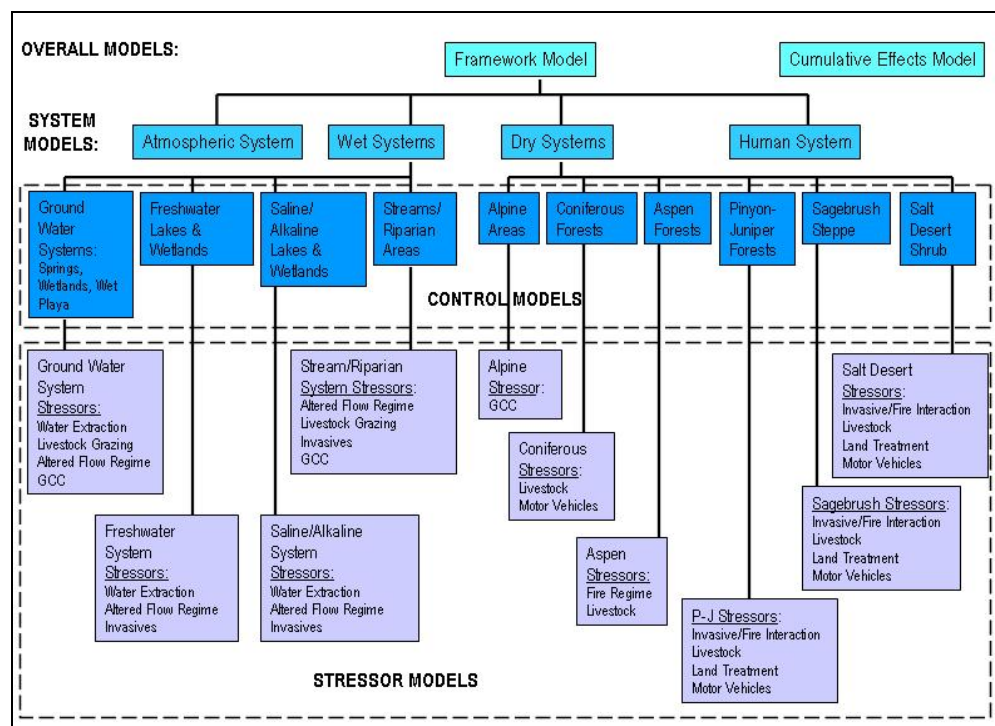 OVERALL MODELS:
Framework Model
Cumulative Effects Model
SYSTEM
MODELS:
Atmospheric System
Wet Systems
Dry Systems
Human System
Ground
Water
Systems:
Springs,
Wetlands, Wet
Playa
Freshwater
Lakes &
Wetlands
Saline/
Alkaline
Lakes &
Wetlands
Streams/
Riparian
Areas
Alpine
Areas
Coniferous
Forests
Aspen
Forests
Pinyon-
Juniper
Forests
Sagebrush
Steppe
Salt
Desert
Shrub
CONTROL MODELS
Ground Water
System
Stressors:
Water Extraction
Livestock Grazing
Altered Flow Regime
GCC
Stream/Riparian
System Stressors:
Altered Flow Regime
Livestock Grazing
Invasives
GCC
Alpine
Stressor:
GCC
Salt Desert
Stressors:
Invasive/Fire Interaction
Livestock
Land Treatment
Motor Vehicles
Coniferous
Stressors:
Livestock
Motor Vehicles
Sagebrush Stressors:
Invasive/Fire Interaction
Livestock
Land Treatment
Motor Vehicles
Freshwater
System
Stressors:
Water Extraction
Altered Flow Regime
Invasives
Saline/Alkaline
System
Stressors:
Water Extraction
Altered Flow Regime
Invasives
Aspen
Stressors:
Fire Regime
Livestock
P-J Stressors:
Invasive/Fire Interaction
Livestock
Land Treatment
Motor Vehicles
STRESSOR MODELS